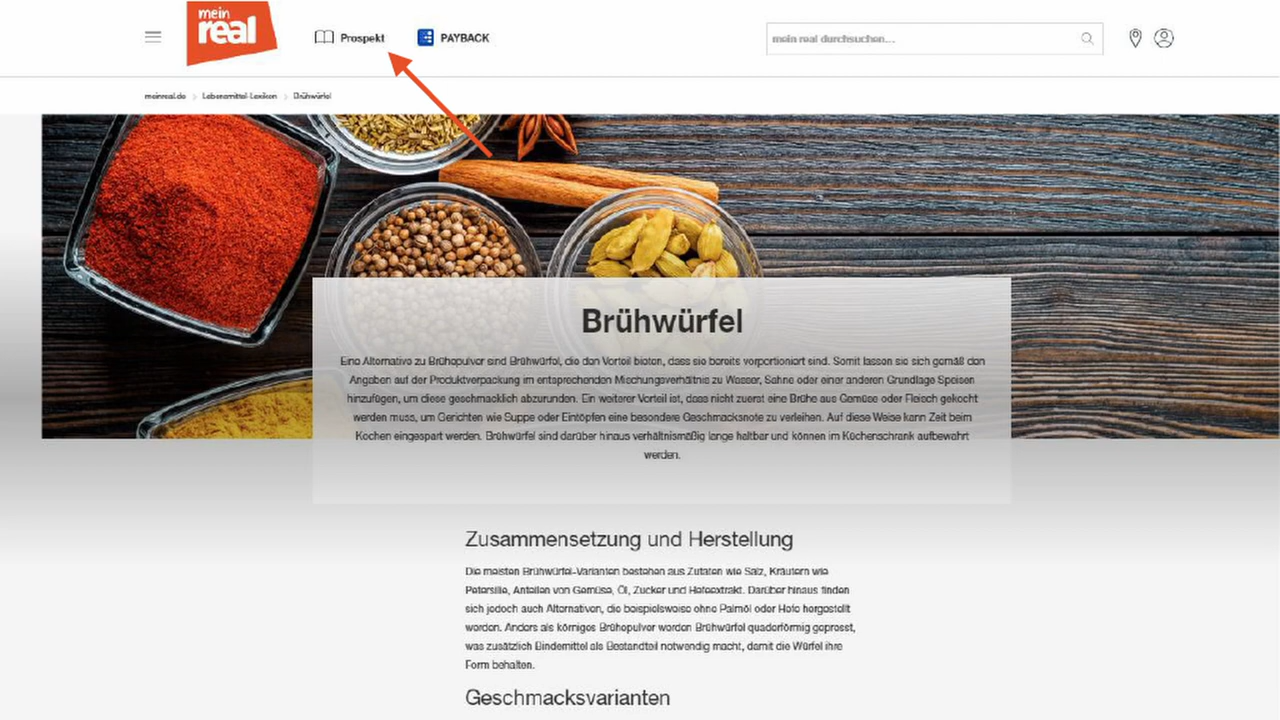 mein
real
Prospekt
PAYBACK
mein real durchsuchen...
meinreal.de > Lebensmittel-Lexikon > Brühwürfel
Brühwürfel
Eine Alternative zu Brühepulver sind Brühwürfel, die den Vorteil bieten, dass sie bereits vorportioniert sind. Somit lassen sie sich gemäß den
Angaben auf der Produktverpackung im entsprechenden Mischungsverhältnis zu Wasser, Sahne oder einer anderen Grundlage Speisen
hinzufügen, um diese geschmacklich abzurunden. Ein weiterer Vorteil ist, dass nicht zuerst eine Brühe aus Gemüse oder Fleisch gekocht
werden muss, um Gerichten wie Suppe oder Eintöpfen eine besondere Geschmacksnote zu verleihen. Auf diese Weise kann Zeit beim
Kochen eingespart werden. Brühwürfel sind darüber hinaus verhältnismäßig lange haltbar und können im Küchenschrank aufbewahrt
werden.
Zusammensetzung und Herstellung
Die meisten Brühwürfel-Varianten bestehen aus Zutaten wie Salz, Kräutern wie
Petersilie, Anteilen von Gemüse, Öl, Zucker und Hefeextrakt. Darüber hinaus finden
sich jedoch auch Alternativen, die beispielsweise ohne Palmöl oder Hefe hergestellt
werden. Anders als körniges Brühepulver werden Brühwürfel quaderförmig gepresst,
was zusätzlich Bindemittel als Bestandteil notwendig macht, damit die Würfel ihre
Form behalten.
Geschmacksvarianten